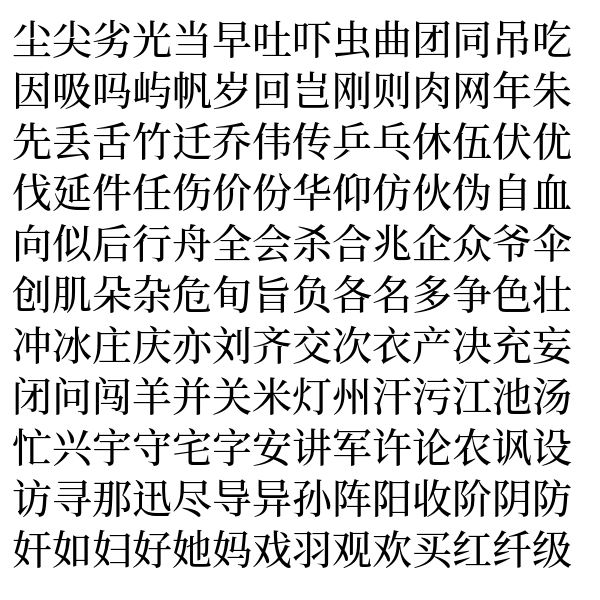 尘尖劣光当早吐吓虫曲团同吊吃
因吸吗屿帆岁回岂刚则肉网年朱
先丢舌竹迁乔伟传乒乓休伍伏优
伐延件任伤价份华仰仿伙伪自血
向似后行舟全会杀合兆企众爷伞
创肌朵杂危旬旨负各名多争色壮
冲冰庄庆亦刘齐交次衣产决充妄
闭问闯羊并关米灯州汗污江池汤
忙兴宇守宅字安讲军许论农讽设
访寻那迅尽导异孙阵阳收阶阴防
奸如妇好她妈戏羽观欢买红纤级